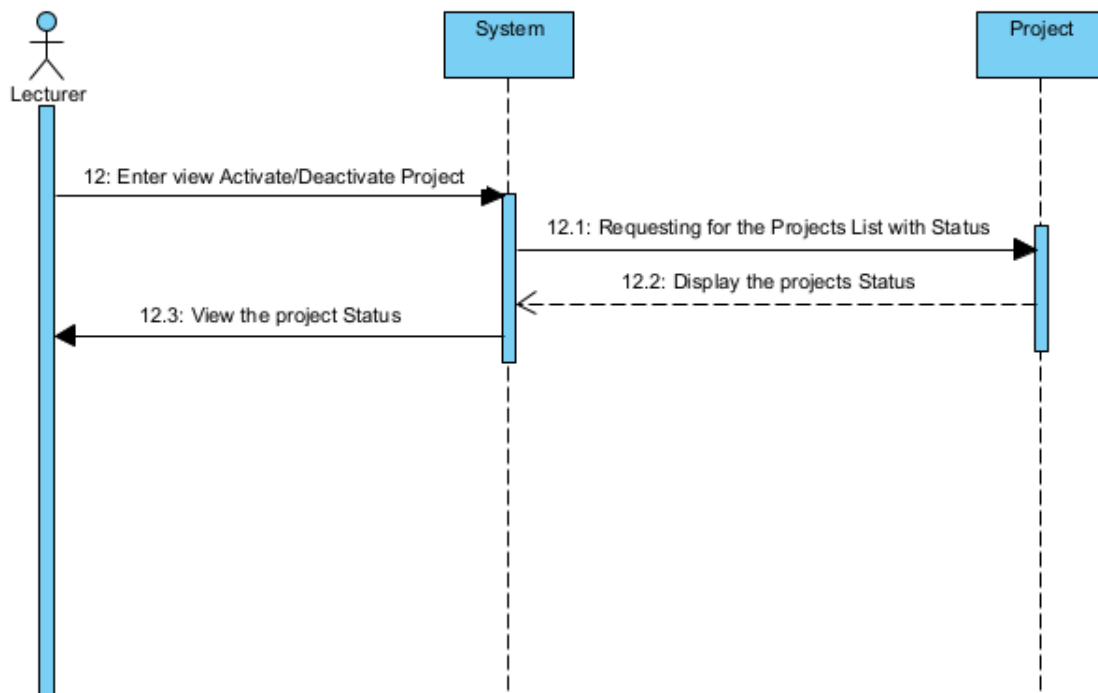 System
Project
Lecturer
12: Enter view Activate/Deactivate Project
12.1: Requesting for the Projects List with Status
12.2: Display the projects Status
12.3: View the project Status